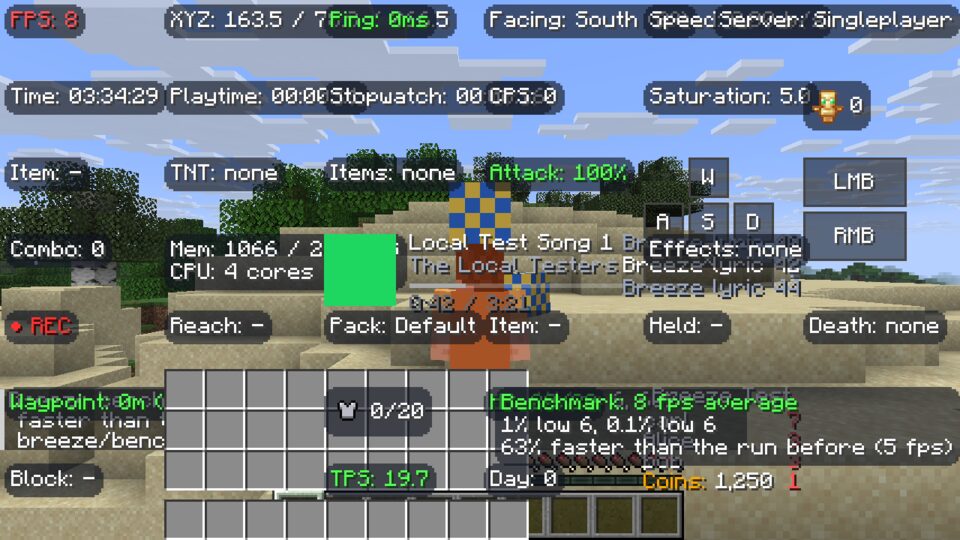 FPS: 8
XYZ: 163.5 / 7
Ping: 0ms
5
Facing: South
Speed
Server: Singleplayer
Time: 03:34:29
Playtime: 00:00
Stopwatch: 00
CPS: 0
Saturation: 5.0
0
Item: -
TNT: none
Items: none
Attack: 100%
W
LMB
A S D
RMB
Combo: 0
Mem: 1066 / 2
CPU: 4 cores
Local Test Song 1
The Local Testers
0:42 / 3:21
Effects: none
Breeze lyric 42
Breeze lyric 44
● REC
Reach: -
Pack: Default
Item: -
Held: -
Death: none
Waypoint: 0m
faster than
breeze/benc
0/20
Breeze Test
Benchmark: 8 fps average
1% low 6, 0.1% low 6
63% faster than the run before (5 fps)
Block: -
TPS: 19.7
Day: 0
Coins: 1,250
1